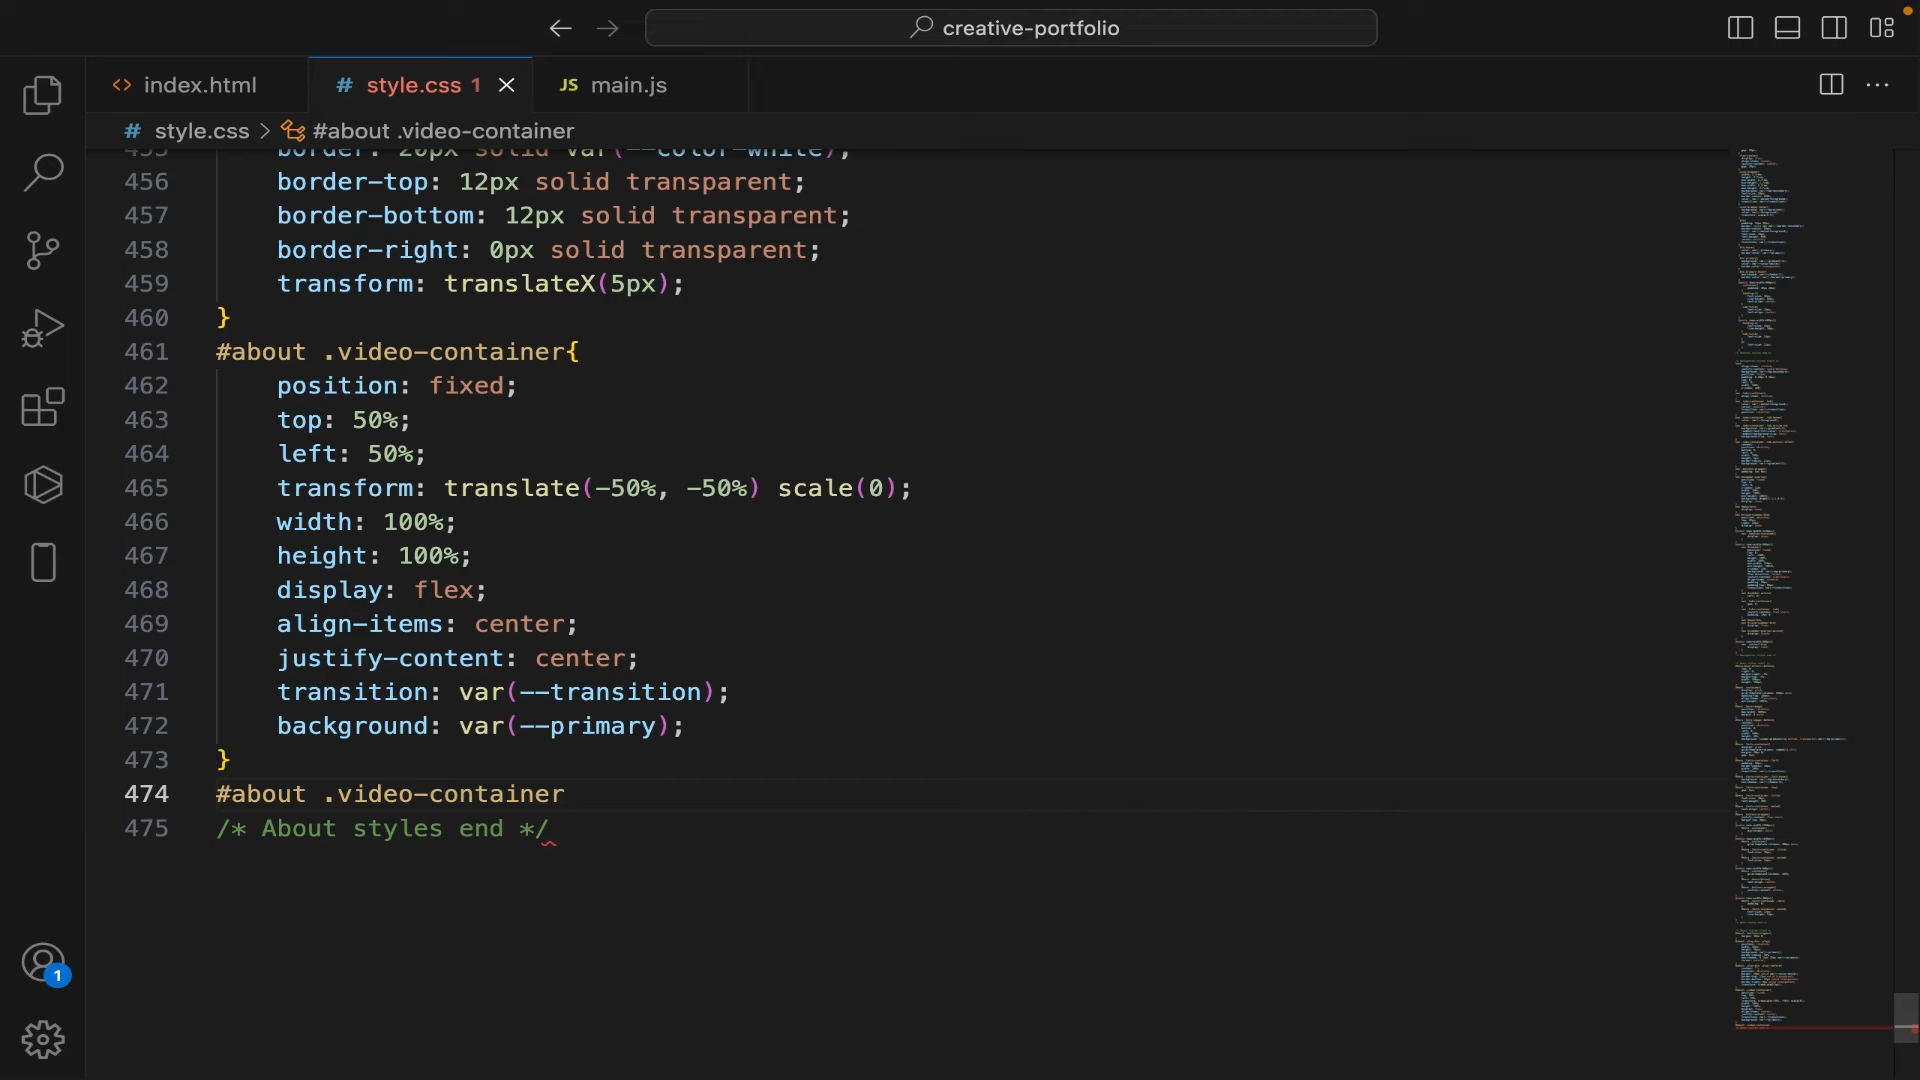 creative-portfolio
index.html
style.css 1
JS main.js
# style.css > #about .video-container
455 border: 20px solid var(--color-white);
456 border-top: 12px solid transparent;
457 border-bottom: 12px solid transparent;
458 border-right: 0px solid transparent;
459 transform: translateX(5px);
460 }
461 #about .video-container{
462 position: fixed;
463 top: 50%;
464 left: 50%;
465 transform: translate(-50%, -50%) scale(0);
466 width: 100%;
467 height: 100%;
468 display: flex;
469 align-items: center;
470 justify-content: center;
471 transition: var(--transition);
472 background: var(--primary);
473 }
474 #about .video-container
475 /* About styles end */
1